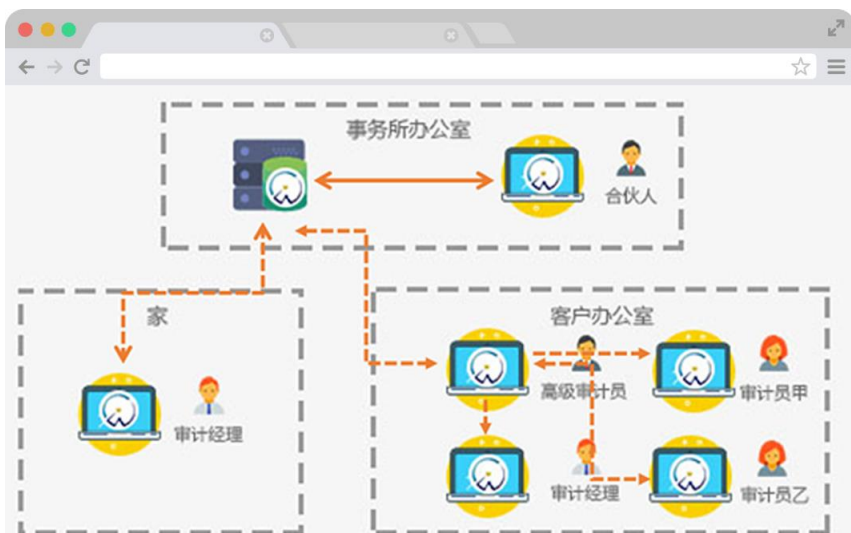 事务所办公室
合伙人
家
审计经理
客户办公室
高级审计员
审计员甲
审计经理
审计员乙